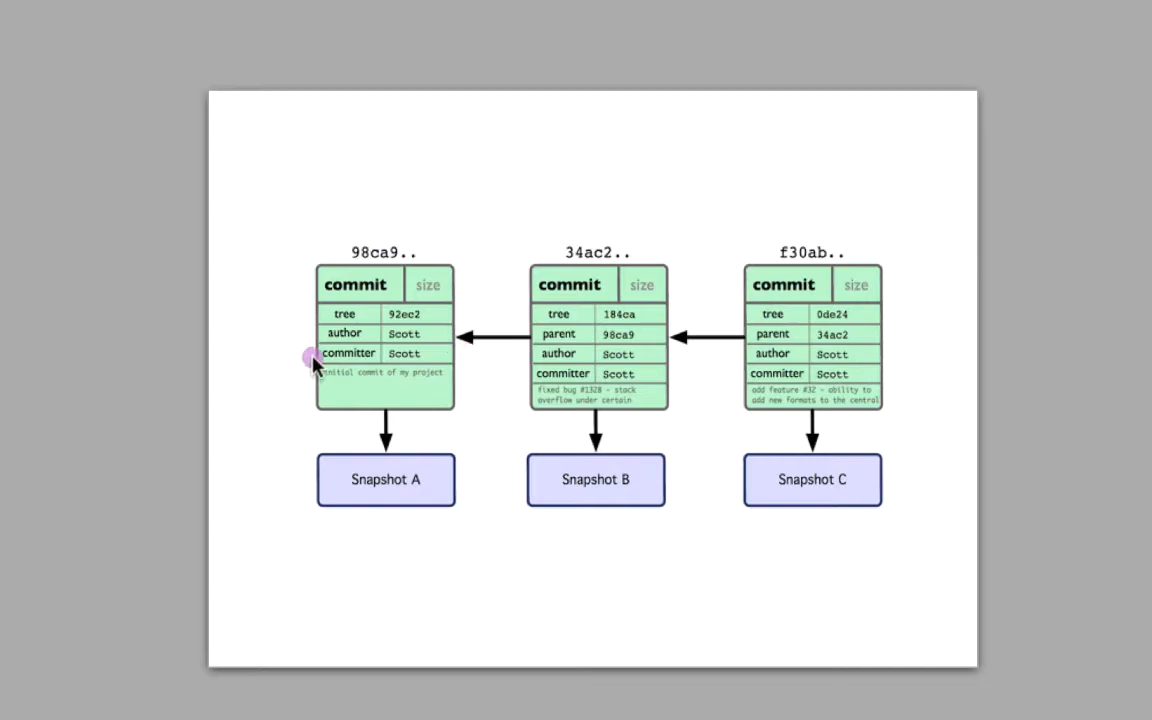 98ca9..
commit size
tree 92ec2
author Scott
committer Scott
initial commit of my project
Snapshot A
34ac2..
commit size
tree 184ca
parent 98ca9
author Scott
committer Scott
fixed bug #1328 - stack
overflow under certain
Snapshot B
f30ab..
commit size
tree 0de24
parent 34ac2
author Scott
committer Scott
add feature #32 - ability to
add new formats to the central
Snapshot C